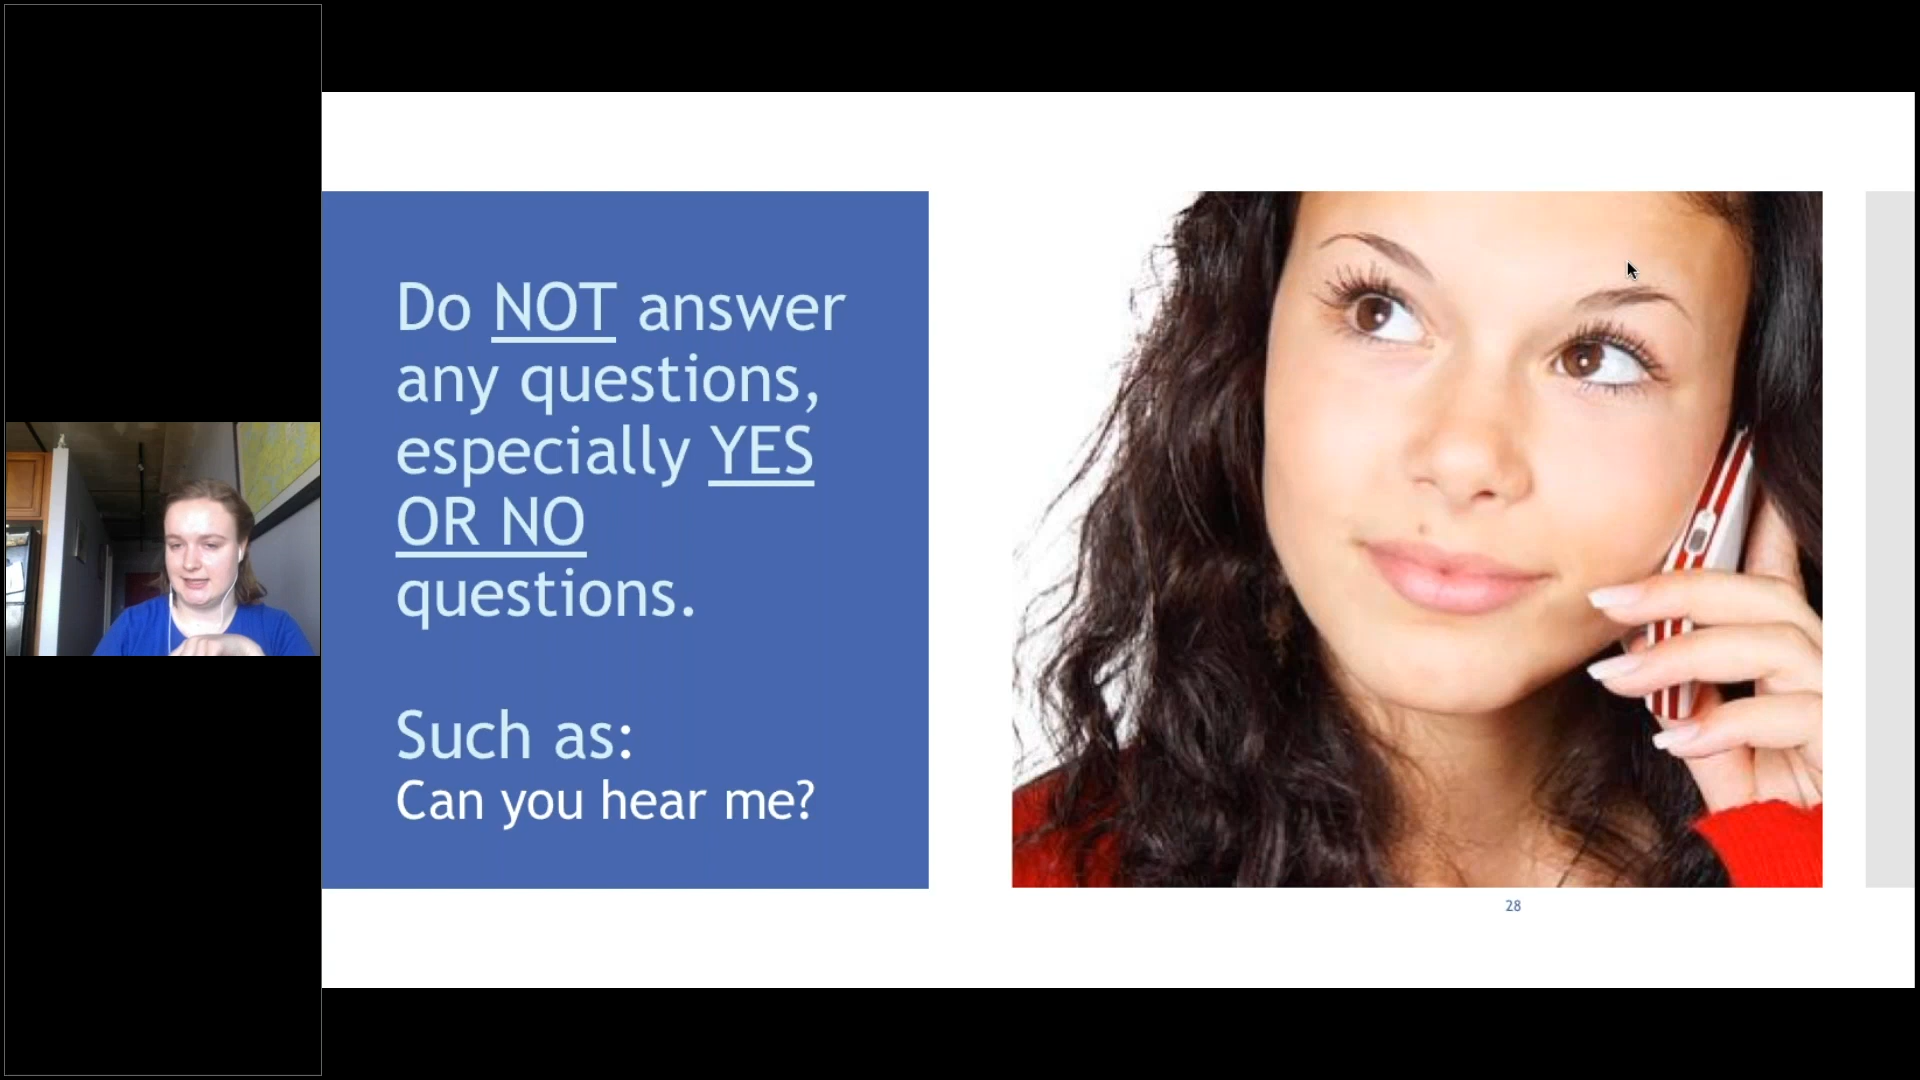 Do NOT answer
any questions,
especially YES
OR NO
questions.
Such as:
Can you hear me?
28